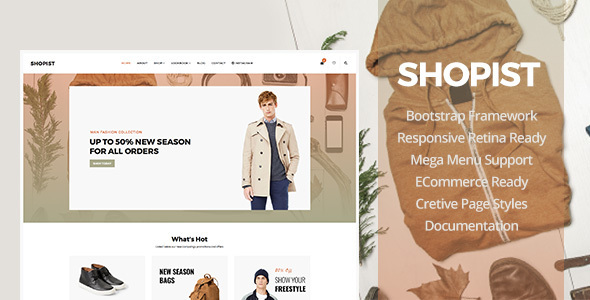 SHOPIST
HOME ABOUT SHOP BLOG CONTACT
MAN FASHION COLLECTION
UP TO 50% NEW SEASON
FOR ALL ORDERS
What's Hot
NEW SEASON
BAGS
SHOW YOUR
FREESTYLE
SHOPIST
Bootstrap Framework
Responsive Retina Ready
Mega Menu Support
ECommerce Ready
Cretive Page Styles
Documentation